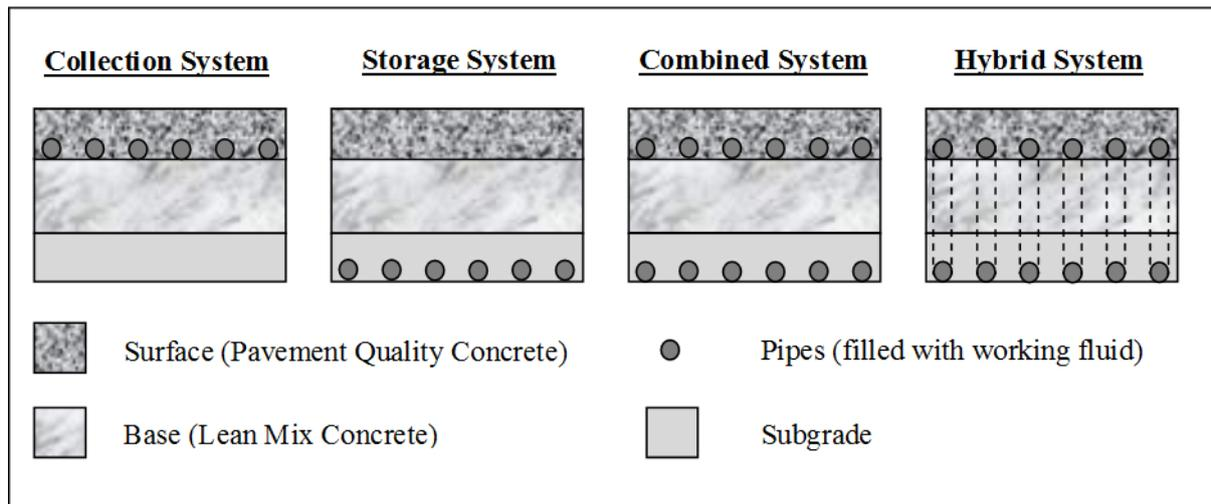 Collection System
Storage System
Combined System
Hybrid System
Surface (Pavement Quality Concrete)
Pipes (filled with working fluid)
Base (Lean Mix Concrete)
Subgrade